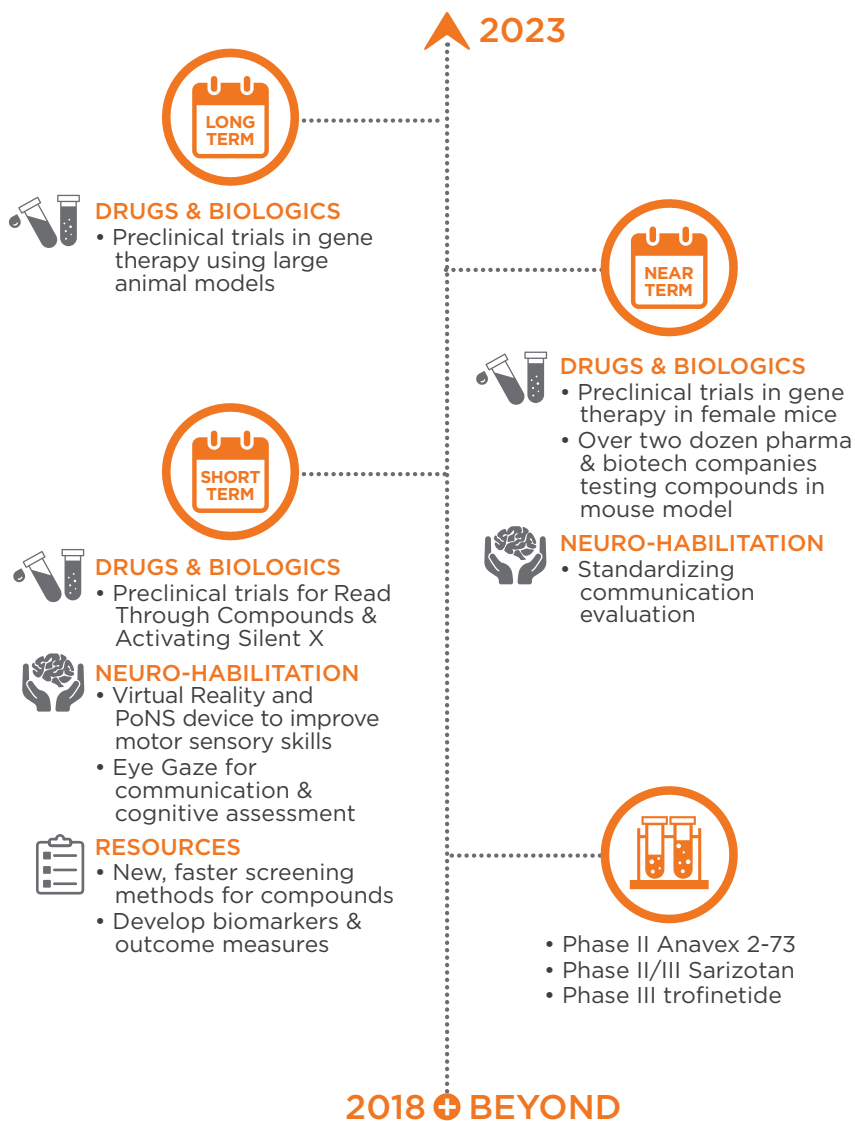 2023
LONG
TERM
DRUGS & BIOLOGICS
• Preclinical trials in gene
therapy using large
animal models
NEAR
TERM
DRUGS & BIOLOGICS
• Preclinical trials in gene
therapy in female mice
• Over two dozen pharma
& biotech companies
testing compounds in
mouse model
NEURO-HABILITATION
• Standardizing
communication
evaluation
SHORT
TERM
DRUGS & BIOLOGICS
• Preclinical trials for Read
Through Compounds &
Activating Silent X
NEURO-HABILITATION
• Virtual Reality and
PoNS device to improve
motor sensory skills
• Eye Gaze for
communication &
cognitive assessment
RESOURCES
• New, faster screening
methods for compounds
• Develop biomarkers &
outcome measures
• Phase II Anavex 2-73
• Phase II/III Sarizotan
• Phase III trofinetide
2018 + BEYOND